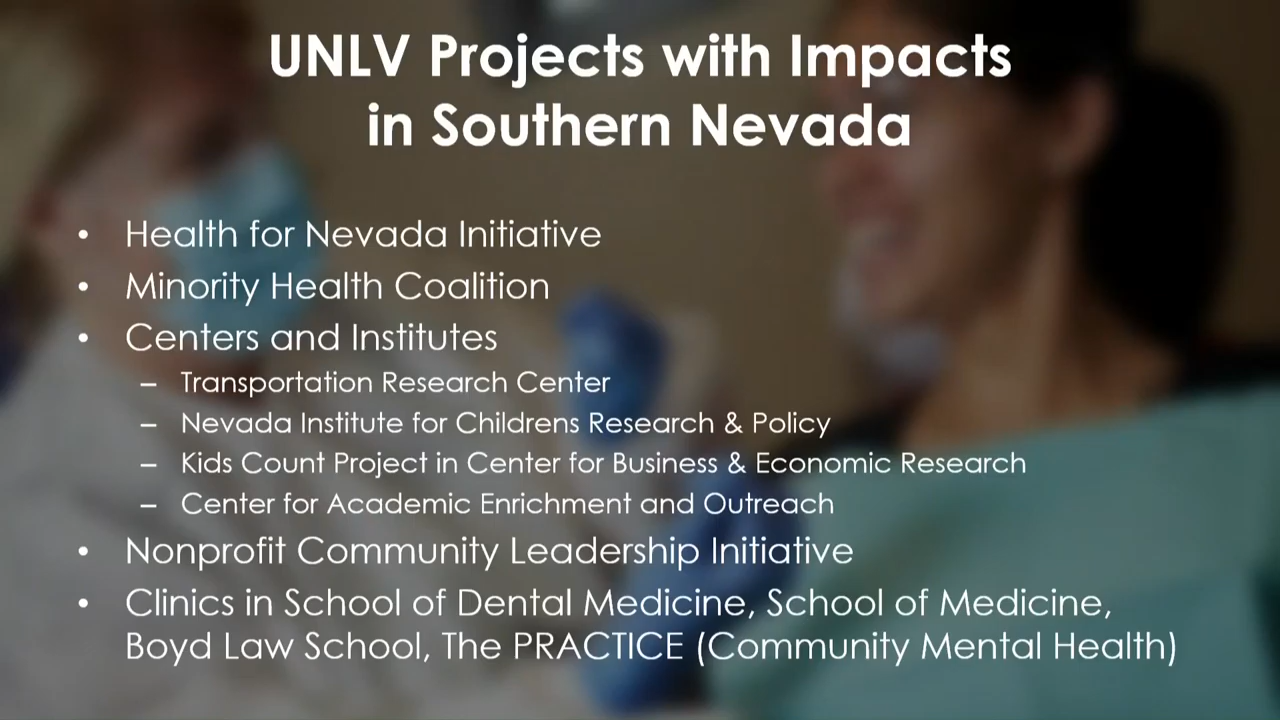 UNLV Projects with Impacts
in Southern Nevada
• Health for Nevada Initiative
• Minority Health Coalition
• Centers and Institutes
– Transportation Research Center
– Nevada Institute for Childrens Research & Policy
– Kids Count Project in Center for Business & Economic Research
– Center for Academic Enrichment and Outreach
• Nonprofit Community Leadership Initiative
• Clinics in School of Dental Medicine, School of Medicine,
Boyd Law School, The PRACTICE (Community Mental Health)